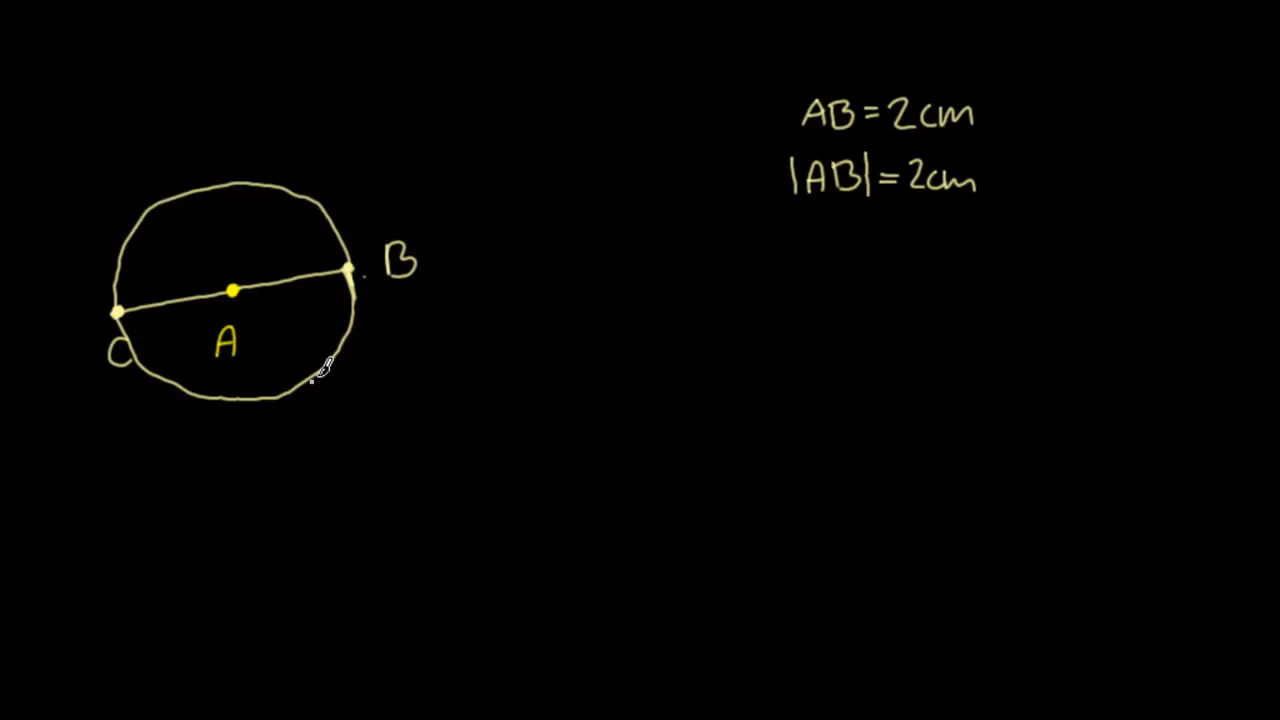 AB = 2cm
|AB| = 2cm
B
A
C